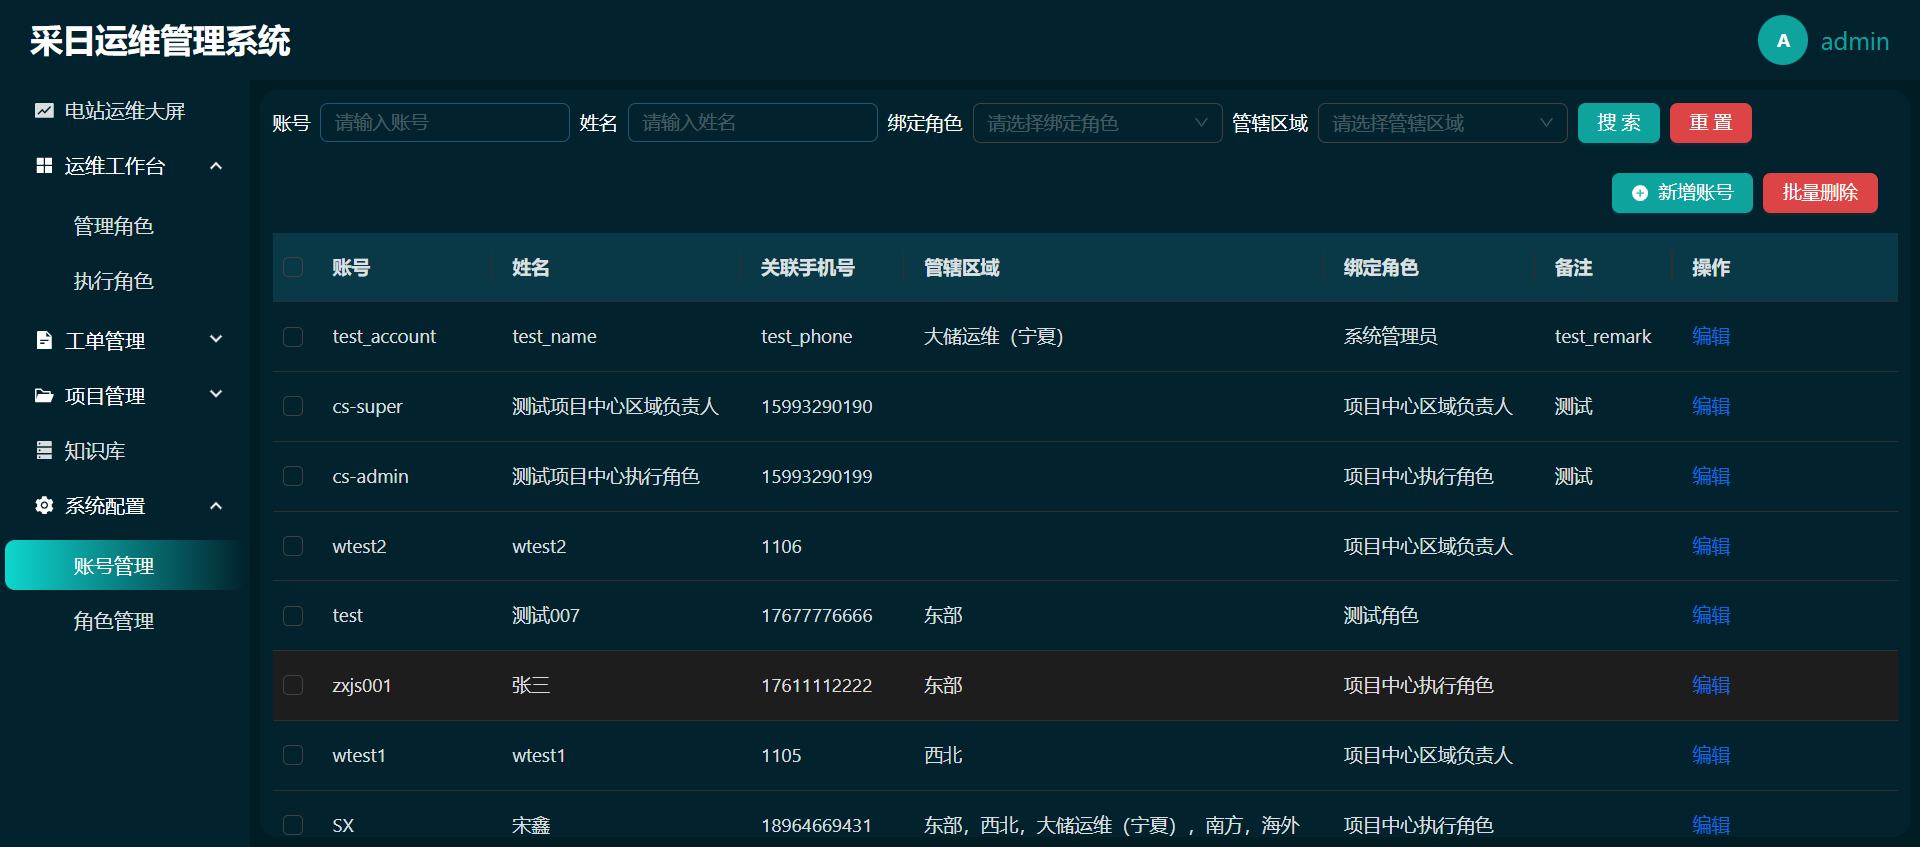 采日运维管理系统
A admin
电站运维大屏
运维工作台
管理角色
执行角色
工单管理
项目管理
知识库
系统配置
账号管理
角色管理
账号 请输入账号 姓名 请输入姓名 绑定角色 请选择绑定角色 管辖区域 请选择管辖区域 搜 索 重 置
新增账号 批量删除
账号 姓名 关联手机号 管辖区域 绑定角色 备注 操作
test_account test_name test_phone 大储运维（宁夏） 系统管理员 test_remark 编辑
cs-super 测试项目中心区域负责人 15993290190 项目中心区域负责人 测试 编辑
cs-admin 测试项目中心执行角色 15993290199 项目中心执行角色 测试 编辑
wtest2 wtest2 1106 项目中心区域负责人 编辑
test 测试007 17677776666 东部 测试角色 编辑
zxjs001 张三 17611112222 东部 项目中心执行角色 编辑
wtest1 wtest1 1105 西北 项目中心区域负责人 编辑
SX 宋鑫 18964669431 东部，西北，大储运维（宁夏），南方，海外 项目中心执行角色 编辑